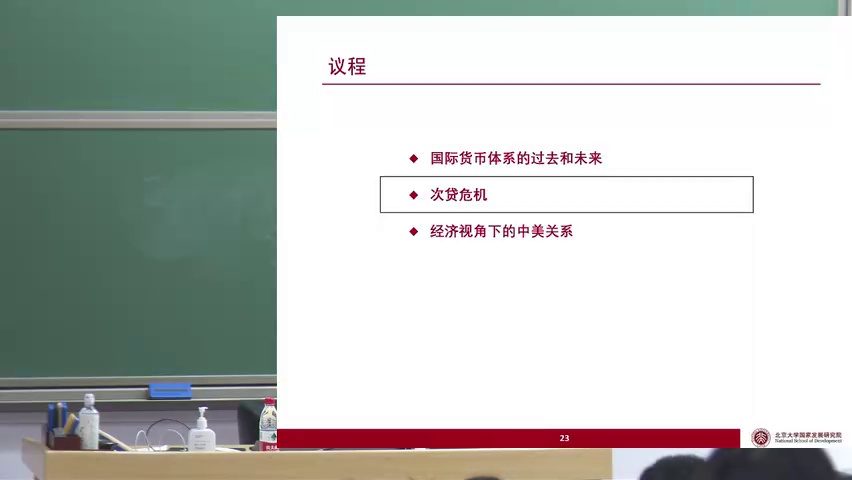 议程
◆ 国际货币体系的过去和未来
◆ 次贷危机
◆ 经济视角下的中美关系
23
北京大学国家发展研究院
National School of Development